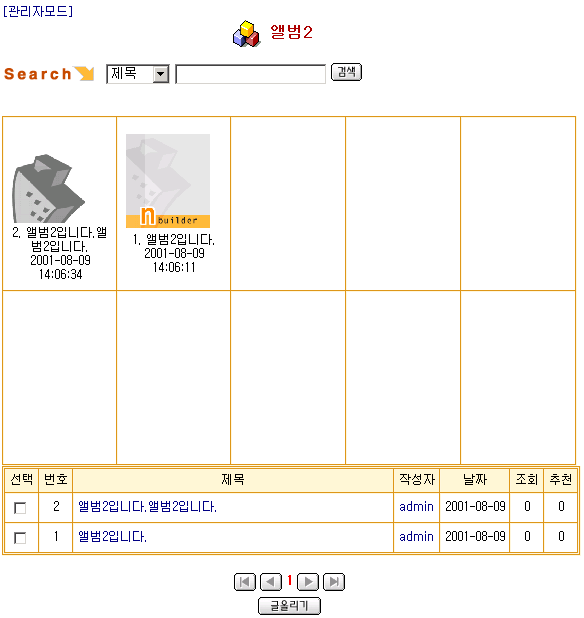 [관리자모드]
앨범2
Search 제목 검색
2. 앨범2입니다.앨
범2입니다.
2001-08-09
14:06:34
n builder
1. 앨범2입니다.
2001-08-09
14:06:11
선택 번호 제목 작성자 날짜 조회 추천
2 앨범2입니다.앨범2입니다. admin 2001-08-09 0 0
1 앨범2입니다. admin 2001-08-09 0 0
1
글올리기